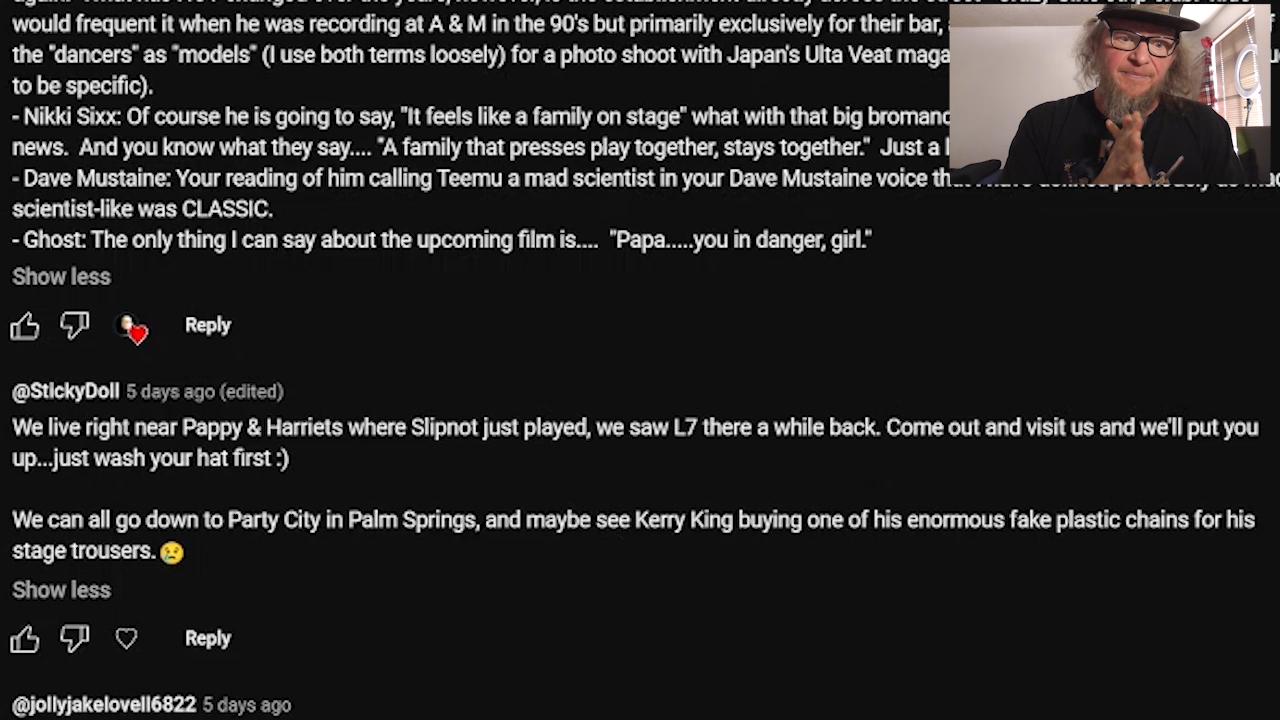 would frequent it when he was recording at A & M in the 90's but primarily exclusively for their bar,
the "dancers" as "models" (I use both terms loosely) for a photo shoot with Japan's Ulta Veat maga
to be specific).
- Nikki Sixx: Of course he is going to say, "It feels like a family on stage" what with that big bromanc
news. And you know what they say.... "A family that presses play together, stays together." Just a
- Dave Mustaine: Your reading of him calling Teemu a mad scientist in your Dave Mustaine voice
scientist-like was CLASSIC.
- Ghost: The only thing I can say about the upcoming film is.... "Papa.....you in danger, girl."
Show less
Reply
@StickyDoll 5 days ago (edited)
We live right near Pappy & Harriets where Slipnot just played, we saw L7 there a while back. Come out and visit us and we'll put you
up...just wash your hat first :)
We can all go down to Party City in Palm Springs, and maybe see Kerry King buying one of his enormous fake plastic chains for his
stage trousers. 😢
Show less
Reply
@jollyjakelovell6822 5 days ago